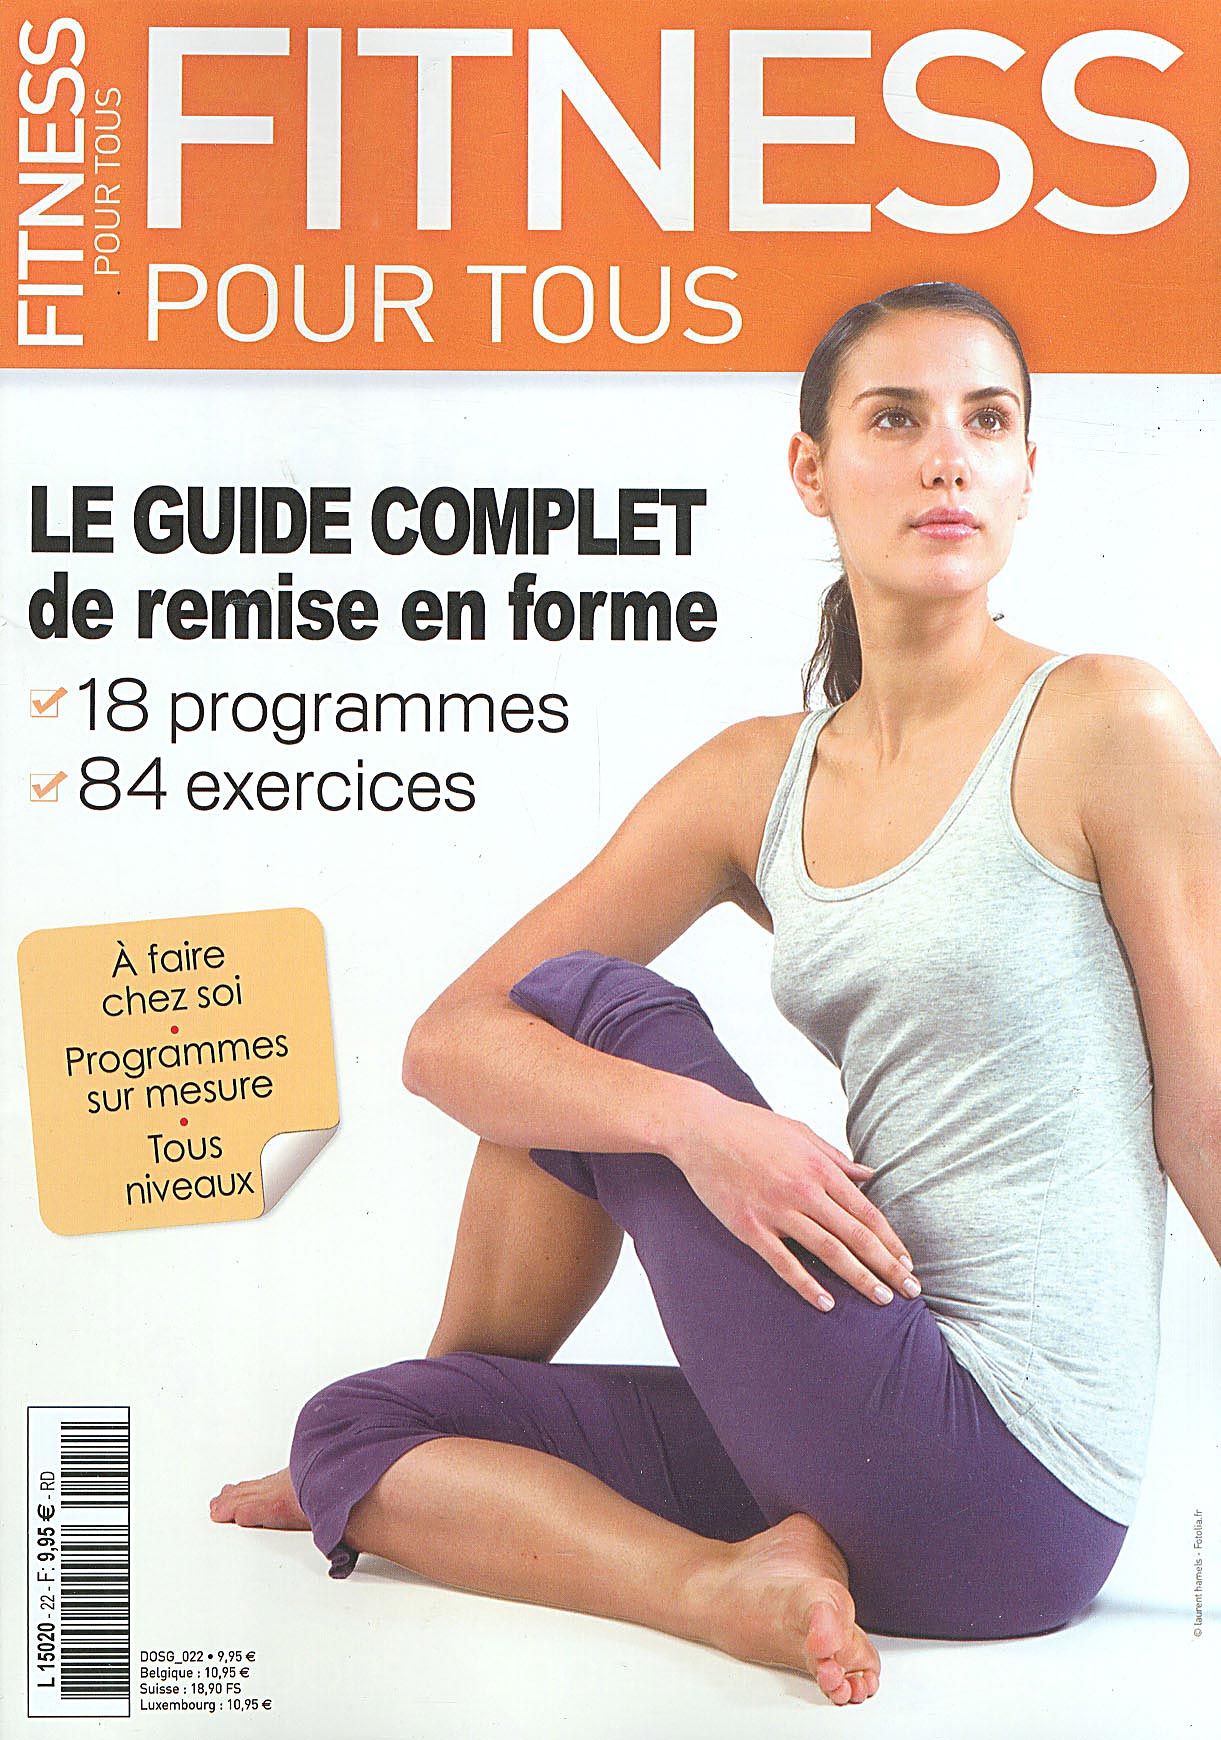 FITNESS
POUR TOUS
FITNESS
POUR TOUS
LE GUIDE COMPLET
de remise en forme
18 programmes
84 exercices
À faire
chez soi
•
Programmes
sur mesure
•
Tous
niveaux
L 15020 - 22 - F: 9,95 € - RD
DOSG_022 • 9,95 €
Belgique : 10,95 €
Suisse : 18,90 FS
Luxembourg : 10,95 €
© laurent hamels - Fotolia.fr